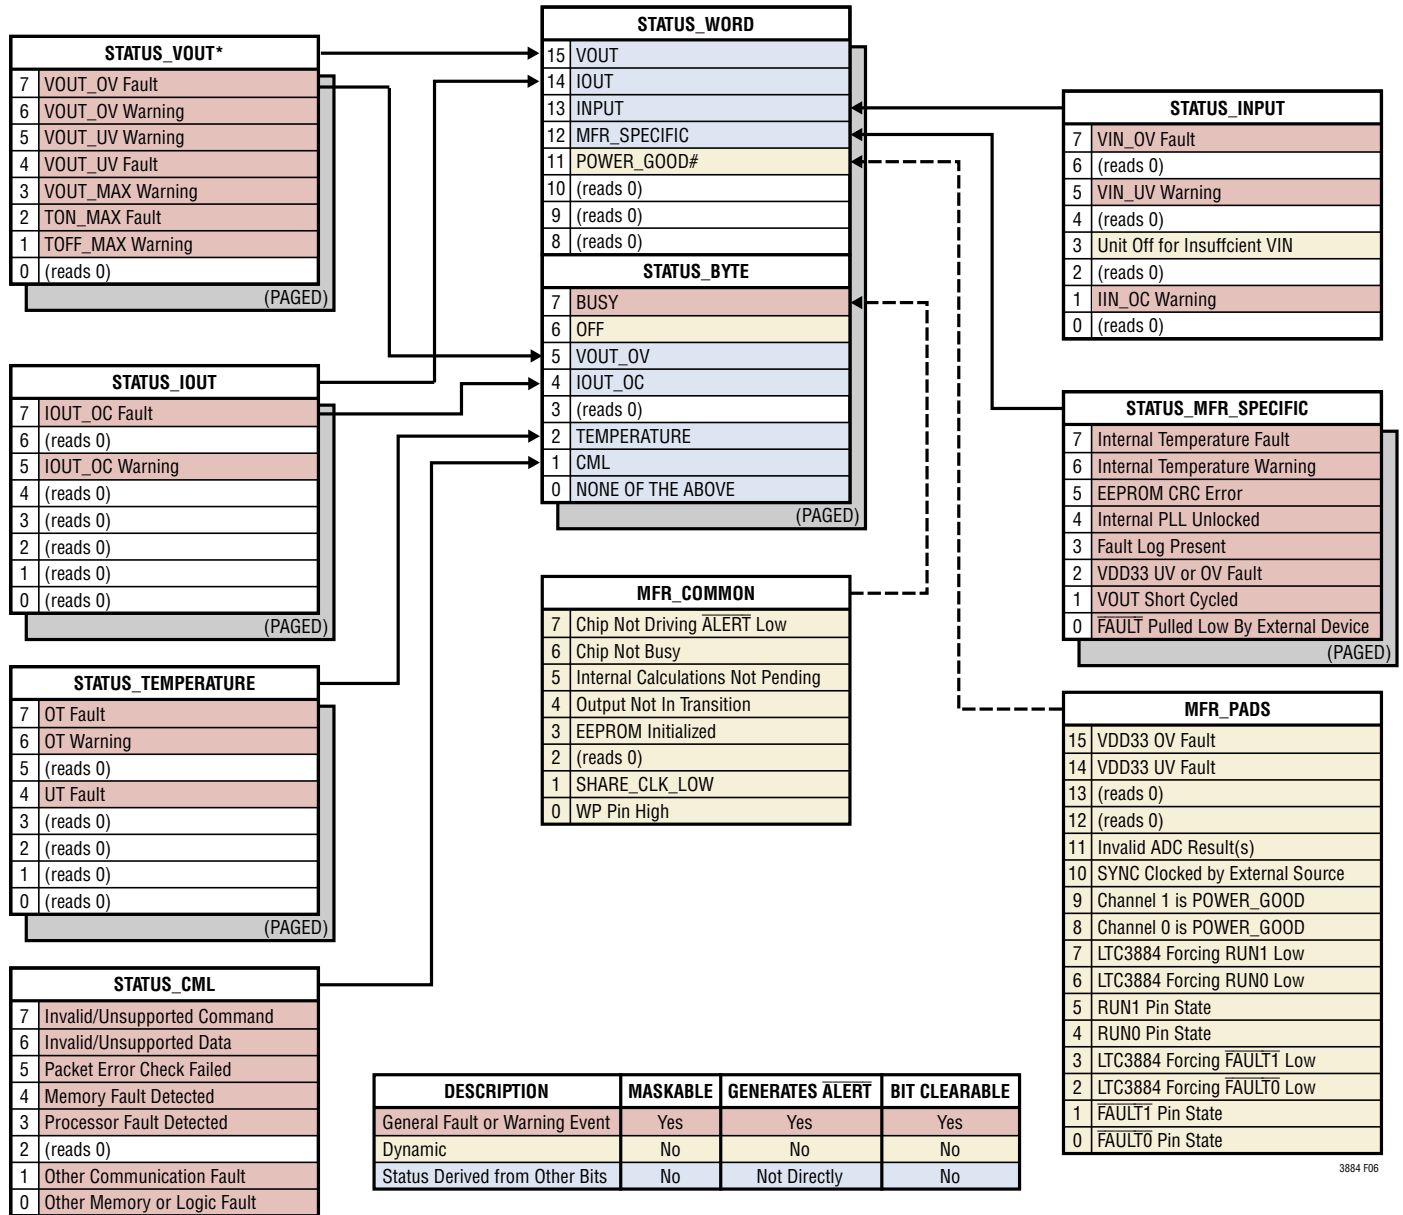 STATUS_VOUT*
7 VOUT_OV Fault
6 VOUT_OV Warning
5 VOUT_UV Warning
4 VOUT_UV Fault
3 VOUT_MAX Warning
2 TON_MAX Fault
1 TOFF_MAX Warning
0 (reads 0)
(PAGED)
STATUS_IOUT
7 IOUT_OC Fault
6 (reads 0)
5 IOUT_OC Warning
4 (reads 0)
3 (reads 0)
2 (reads 0)
1 (reads 0)
0 (reads 0)
(PAGED)
STATUS_TEMPERATURE
7 OT Fault
6 OT Warning
5 (reads 0)
4 UT Fault
3 (reads 0)
2 (reads 0)
1 (reads 0)
0 (reads 0)
(PAGED)
STATUS_CML
7 Invalid/Unsupported Command
6 Invalid/Unsupported Data
5 Packet Error Check Failed
4 Memory Fault Detected
3 Processor Fault Detected
2 (reads 0)
1 Other Communication Fault
0 Other Memory or Logic Fault
STATUS_WORD
15 VOUT
14 IOUT
13 INPUT
12 MFR_SPECIFIC
11 POWER_GOOD#
10 (reads 0)
9 (reads 0)
8 (reads 0)
STATUS_BYTE
7 BUSY
6 OFF
5 VOUT_OV
4 IOUT_OC
3 (reads 0)
2 TEMPERATURE
1 CML
0 NONE OF THE ABOVE
(PAGED)
MFR_COMMON
7 Chip Not Driving ALERT Low
6 Chip Not Busy
5 Internal Calculations Not Pending
4 Output Not In Transition
3 EEPROM Initialized
2 (reads 0)
1 SHARE_CLK_LOW
0 WP Pin High
DESCRIPTION MASKABLE GENERATES ALERT BIT CLEARABLE
General Fault or Warning Event Yes Yes Yes
Dynamic No No No
Status Derived from Other Bits No Not Directly No
STATUS_INPUT
7 VIN_OV Fault
6 (reads 0)
5 VIN_UV Warning
4 (reads 0)
3 Unit Off for Insuffcient VIN
2 (reads 0)
1 IIN_OC Warning
0 (reads 0)
STATUS_MFR_SPECIFIC
7 Internal Temperature Fault
6 Internal Temperature Warning
5 EEPROM CRC Error
4 Internal PLL Unlocked
3 Fault Log Present
2 VDD33 UV or OV Fault
1 VOUT Short Cycled
0 FAULT Pulled Low By External Device
(PAGED)
MFR_PADS
15 VDD33 OV Fault
14 VDD33 UV Fault
13 (reads 0)
12 (reads 0)
11 Invalid ADC Result(s)
10 SYNC Clocked by External Source
9 Channel 1 is POWER_GOOD
8 Channel 0 is POWER_GOOD
7 LTC3884 Forcing RUN1 Low
6 LTC3884 Forcing RUN0 Low
5 RUN1 Pin State
4 RUN0 Pin State
3 LTC3884 Forcing FAULT1 Low
2 LTC3884 Forcing FAULT0 Low
1 FAULT1 Pin State
0 FAULT0 Pin State
3884 F06